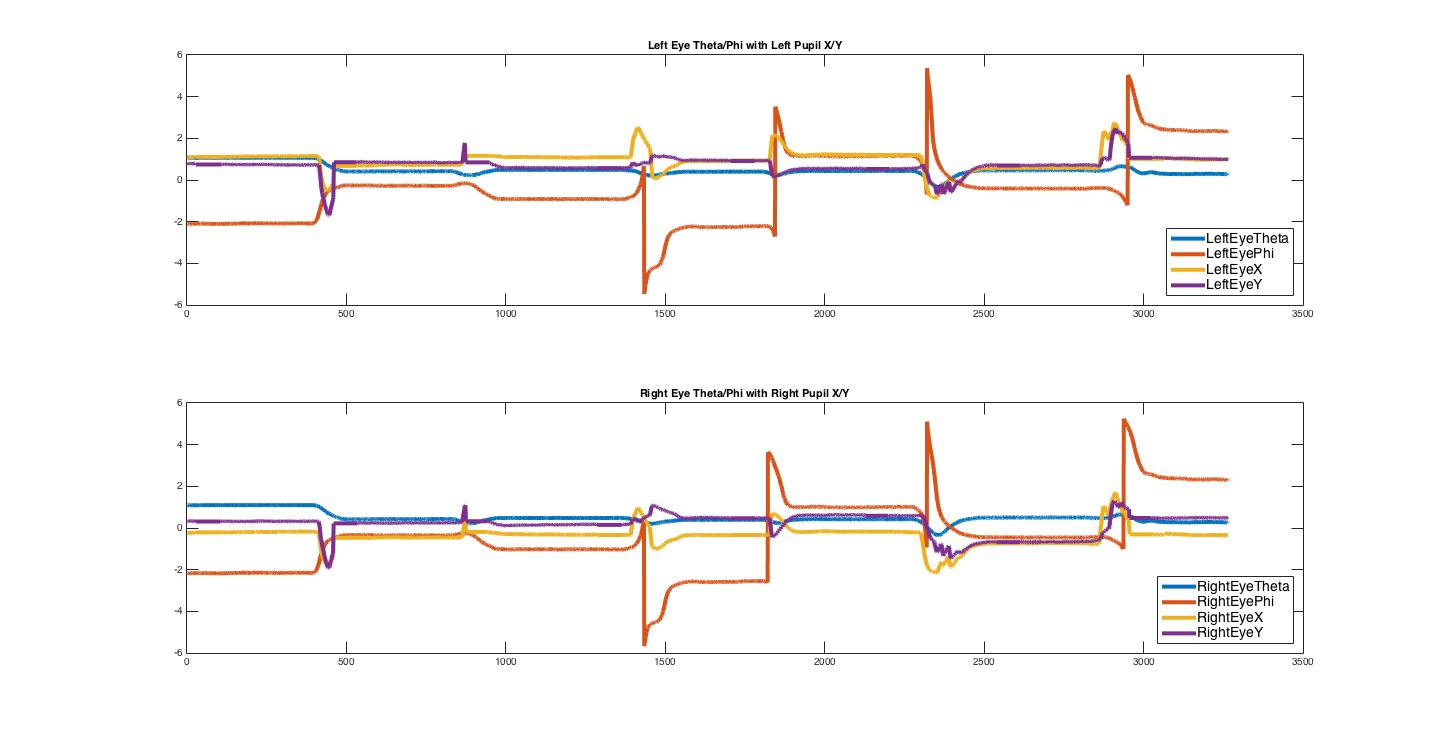 Left Eye Theta/Phi with Left Pupil X/Y
6
4
2
0
-2
-4
-6
0 500 1000 1500 2000 2500 3000 3500
LeftEyeTheta
LeftEyePhi
LeftEyeX
LeftEyeY
Right Eye Theta/Phi with Right Pupil X/Y
6
4
2
0
-2
-4
-6
0 500 1000 1500 2000 2500 3000 3500
RightEyeTheta
RightEyePhi
RightEyeX
RightEyeY